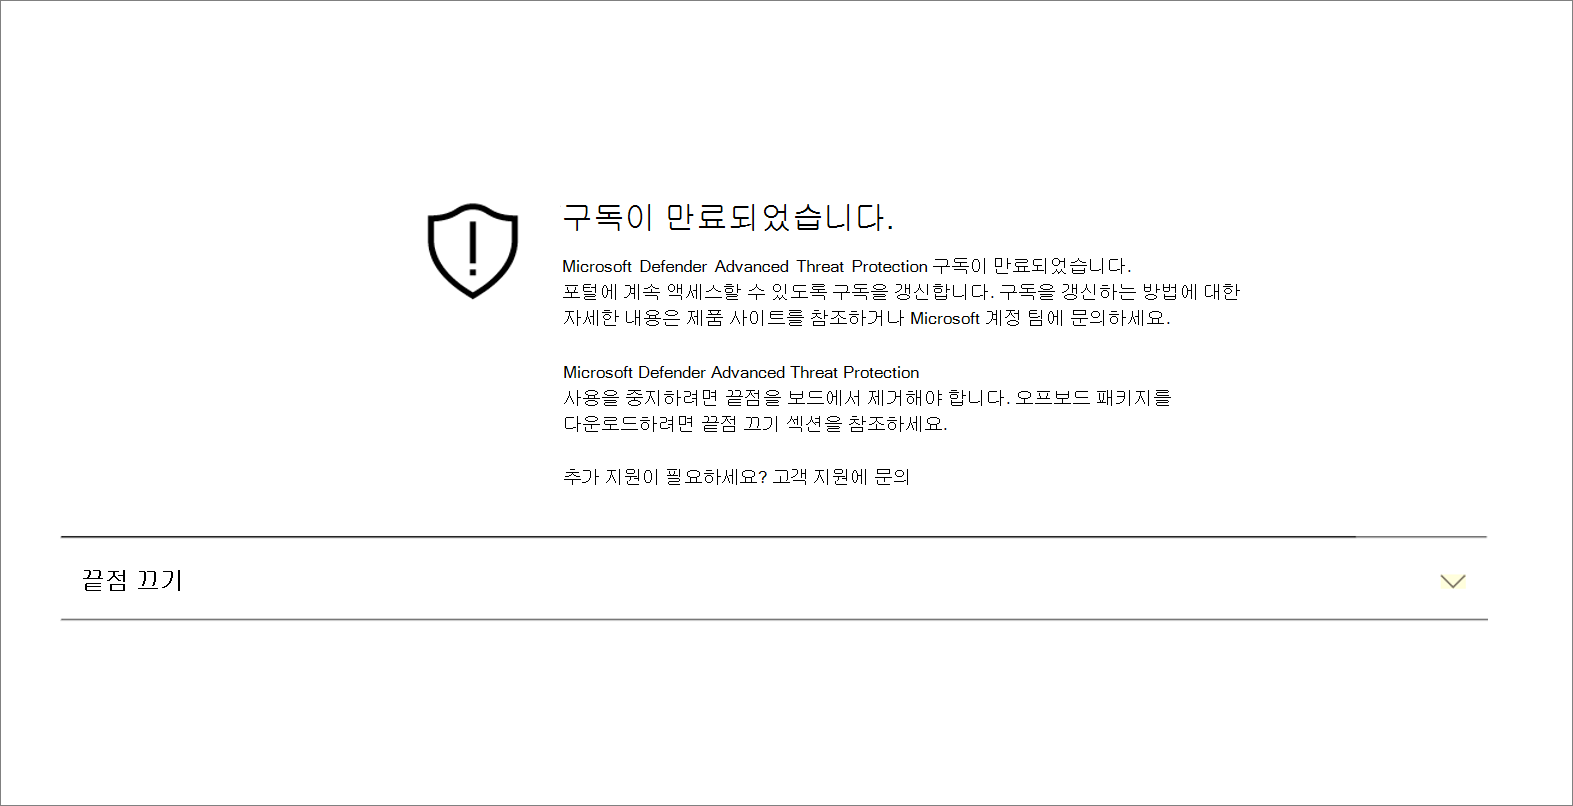 구독이 만료되었습니다.
Microsoft Defender Advanced Threat Protection 구독이 만료되었습니다.
포털에 계속 액세스할 수 있도록 구독을 갱신합니다. 구독을 갱신하는 방법에 대한
자세한 내용은 제품 사이트를 참조하거나 Microsoft 계정 팀에 문의하세요.
Microsoft Defender Advanced Threat Protection
사용을 중지하려면 끝점을 보드에서 제거해야 합니다. 오프보드 패키지를
다운로드하려면 끝점 끄기 섹션을 참조하세요.
추가 지원이 필요하세요? 고객 지원에 문의
끝점 끄기